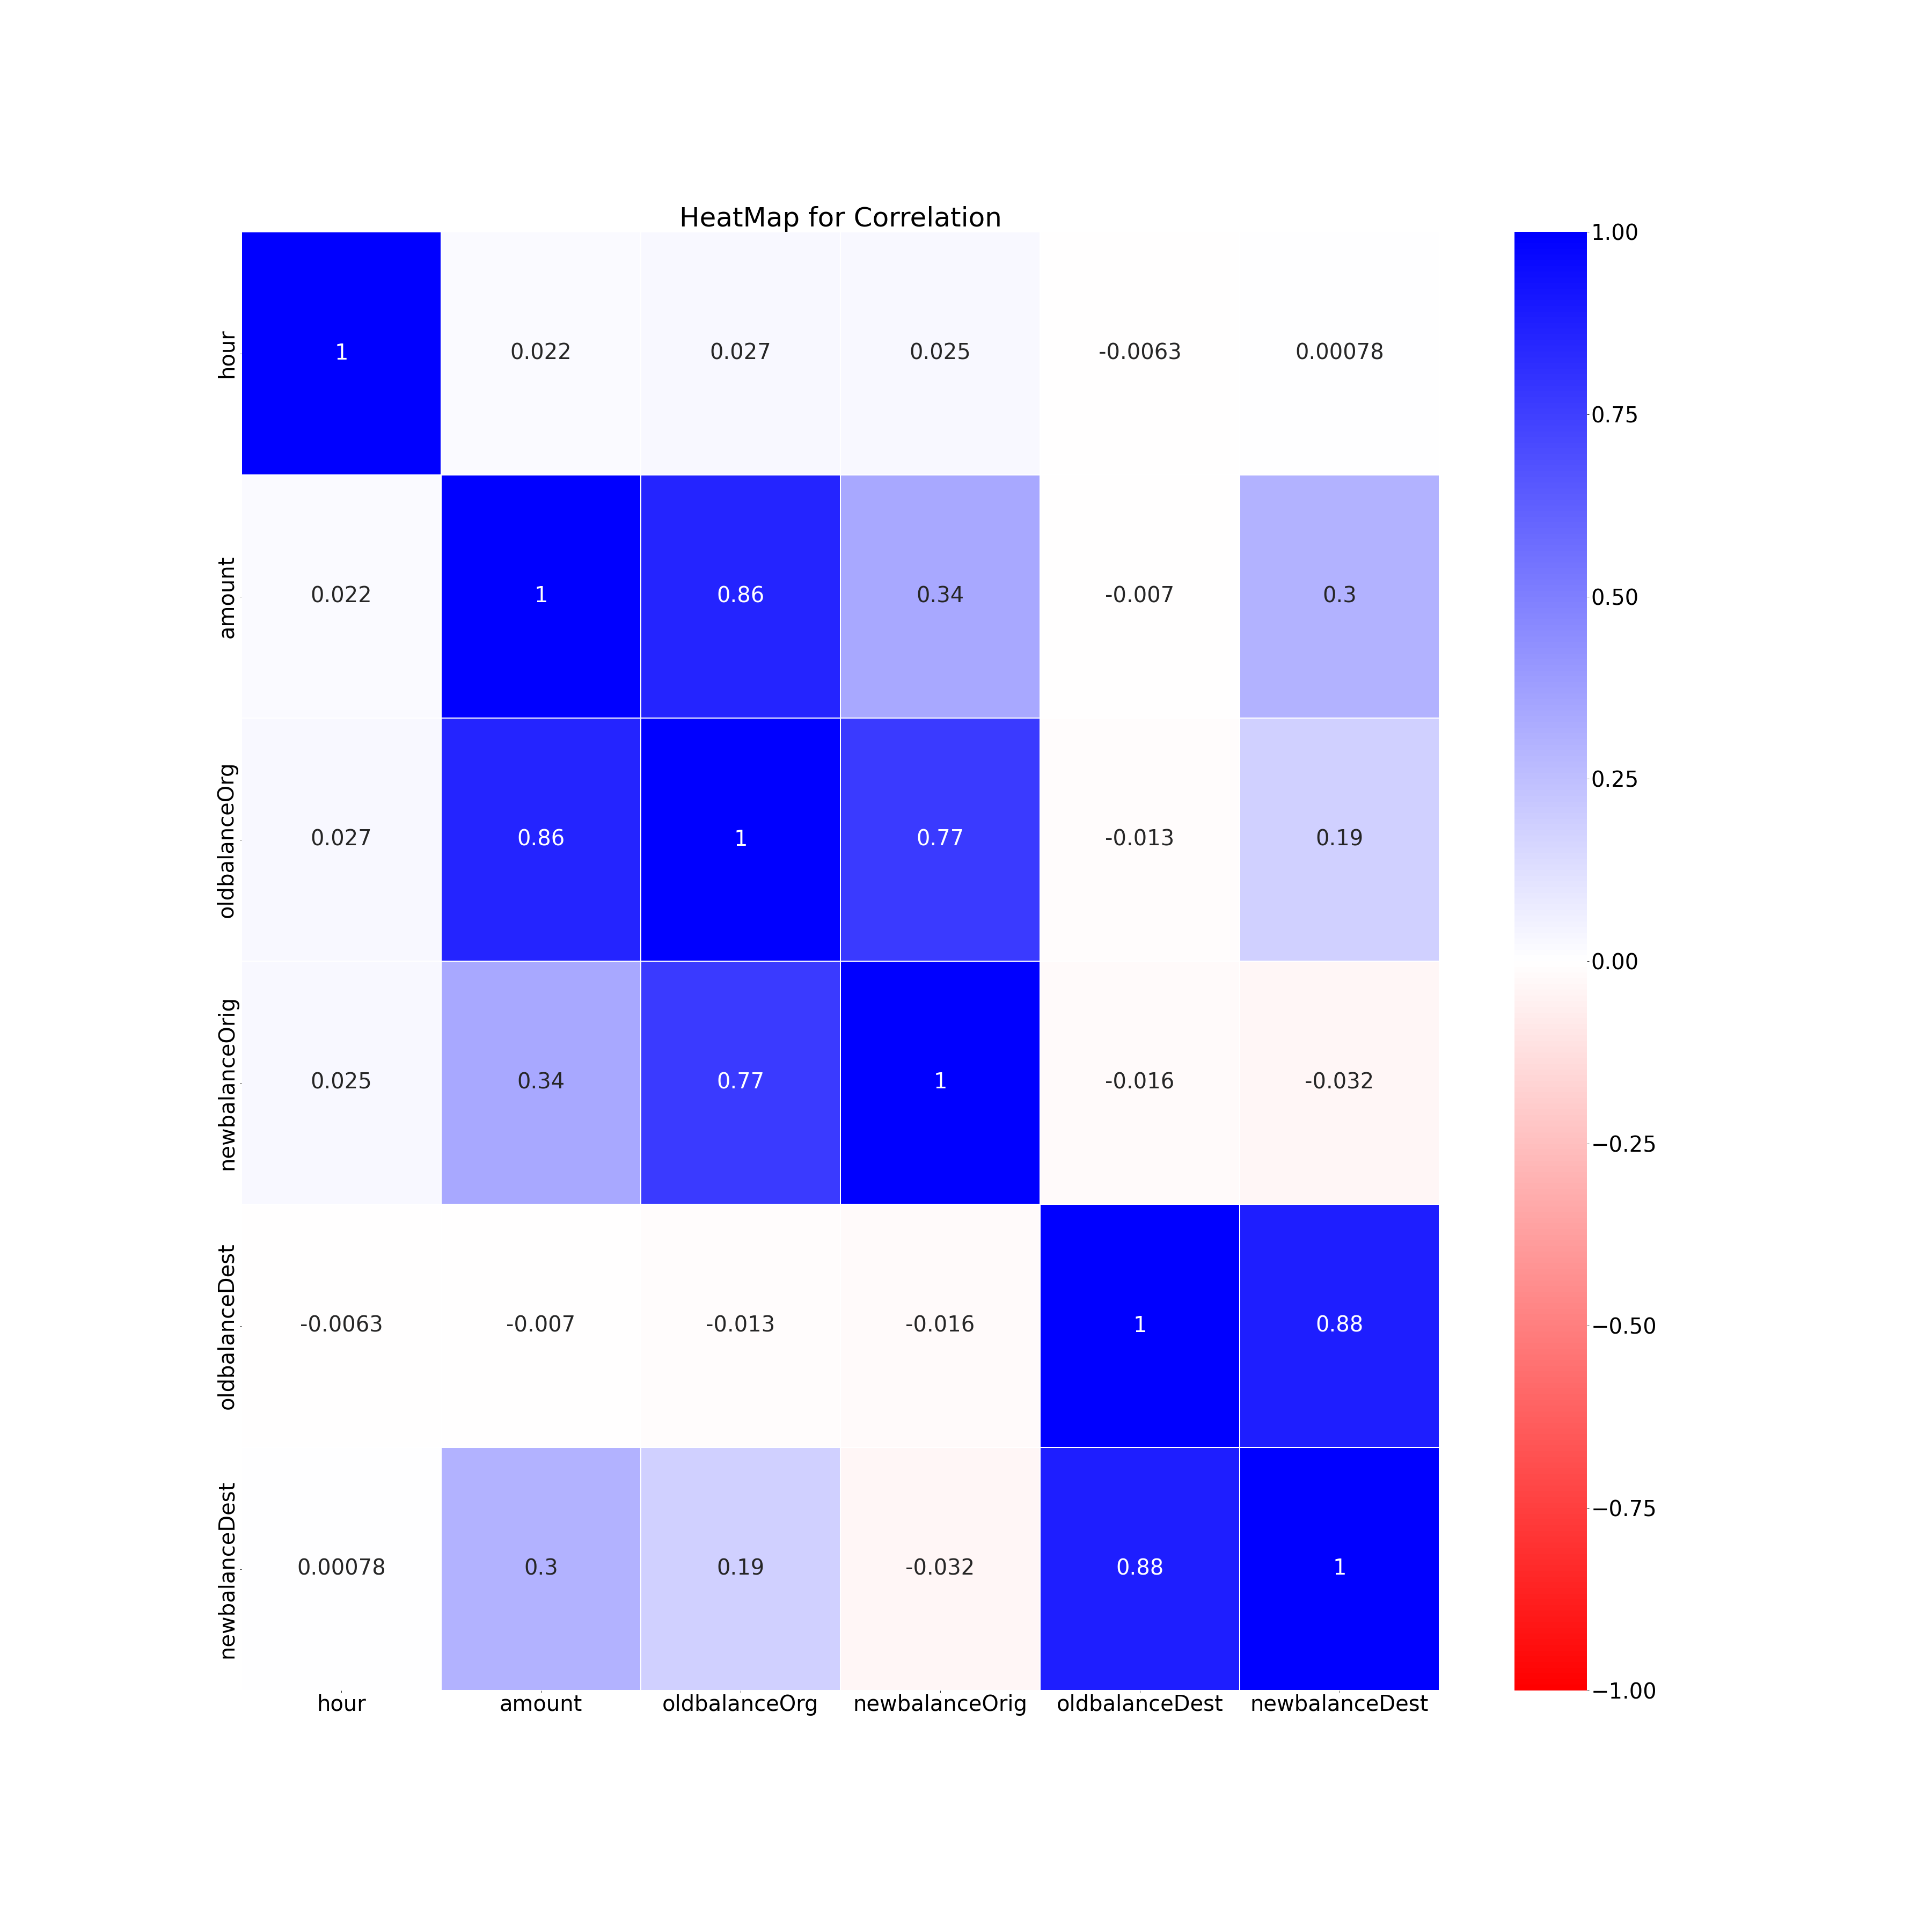 HeatMap for Correlation
hour 1 0.022 0.027 0.025 -0.0063 0.00078
amount 0.022 1 0.86 0.34 -0.007 0.3
oldbalanceOrg 0.027 0.86 1 0.77 -0.013 0.19
newbalanceOrig 0.025 0.34 0.77 1 -0.016 -0.032
oldbalanceDest -0.0063 -0.007 -0.013 -0.016 1 0.88
newbalanceDest 0.00078 0.3 0.19 -0.032 0.88 1
hour amount oldbalanceOrg newbalanceOrig oldbalanceDest newbalanceDest
1.00
0.75
0.50
0.25
0.00
−0.25
−0.50
−0.75
−1.00